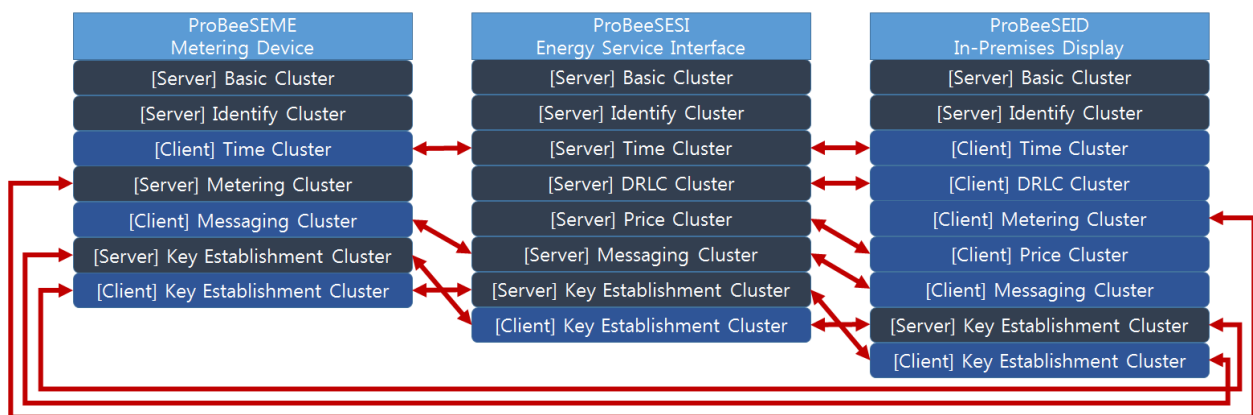 ProBeeSEME
Metering Device
[Server] Basic Cluster
[Server] Identify Cluster
[Client] Time Cluster
[Server] Metering Cluster
[Client] Messaging Cluster
[Server] Key Establishment Cluster
[Client] Key Establishment Cluster
ProBeeSESI
Energy Service Interface
[Server] Basic Cluster
[Server] Identify Cluster
[Server] Time Cluster
[Server] DRLC Cluster
[Server] Price Cluster
[Server] Messaging Cluster
[Server] Key Establishment Cluster
[Client] Key Establishment Cluster
ProBeeSEID
In-Premises Display
[Server] Basic Cluster
[Server] Identify Cluster
[Client] Time Cluster
[Client] DRLC Cluster
[Client] Metering Cluster
[Client] Price Cluster
[Client] Messaging Cluster
[Server] Key Establishment Cluster
[Client] Key Establishment Cluster